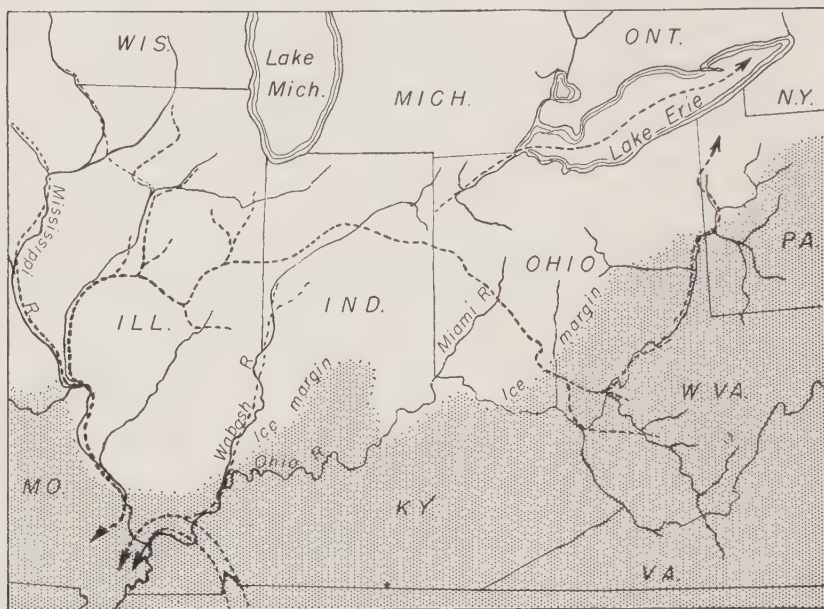 WIS.
Lake
Mich.
MICH.
ONT.
N.Y.
Lake Erie
Mississippi
R.
PA.
OHIO
ILL.
IND.
Miami R.
Wabash R.
Ice margin
Ice margin
Ohio R.
W VA.
MO.
KY
VA.